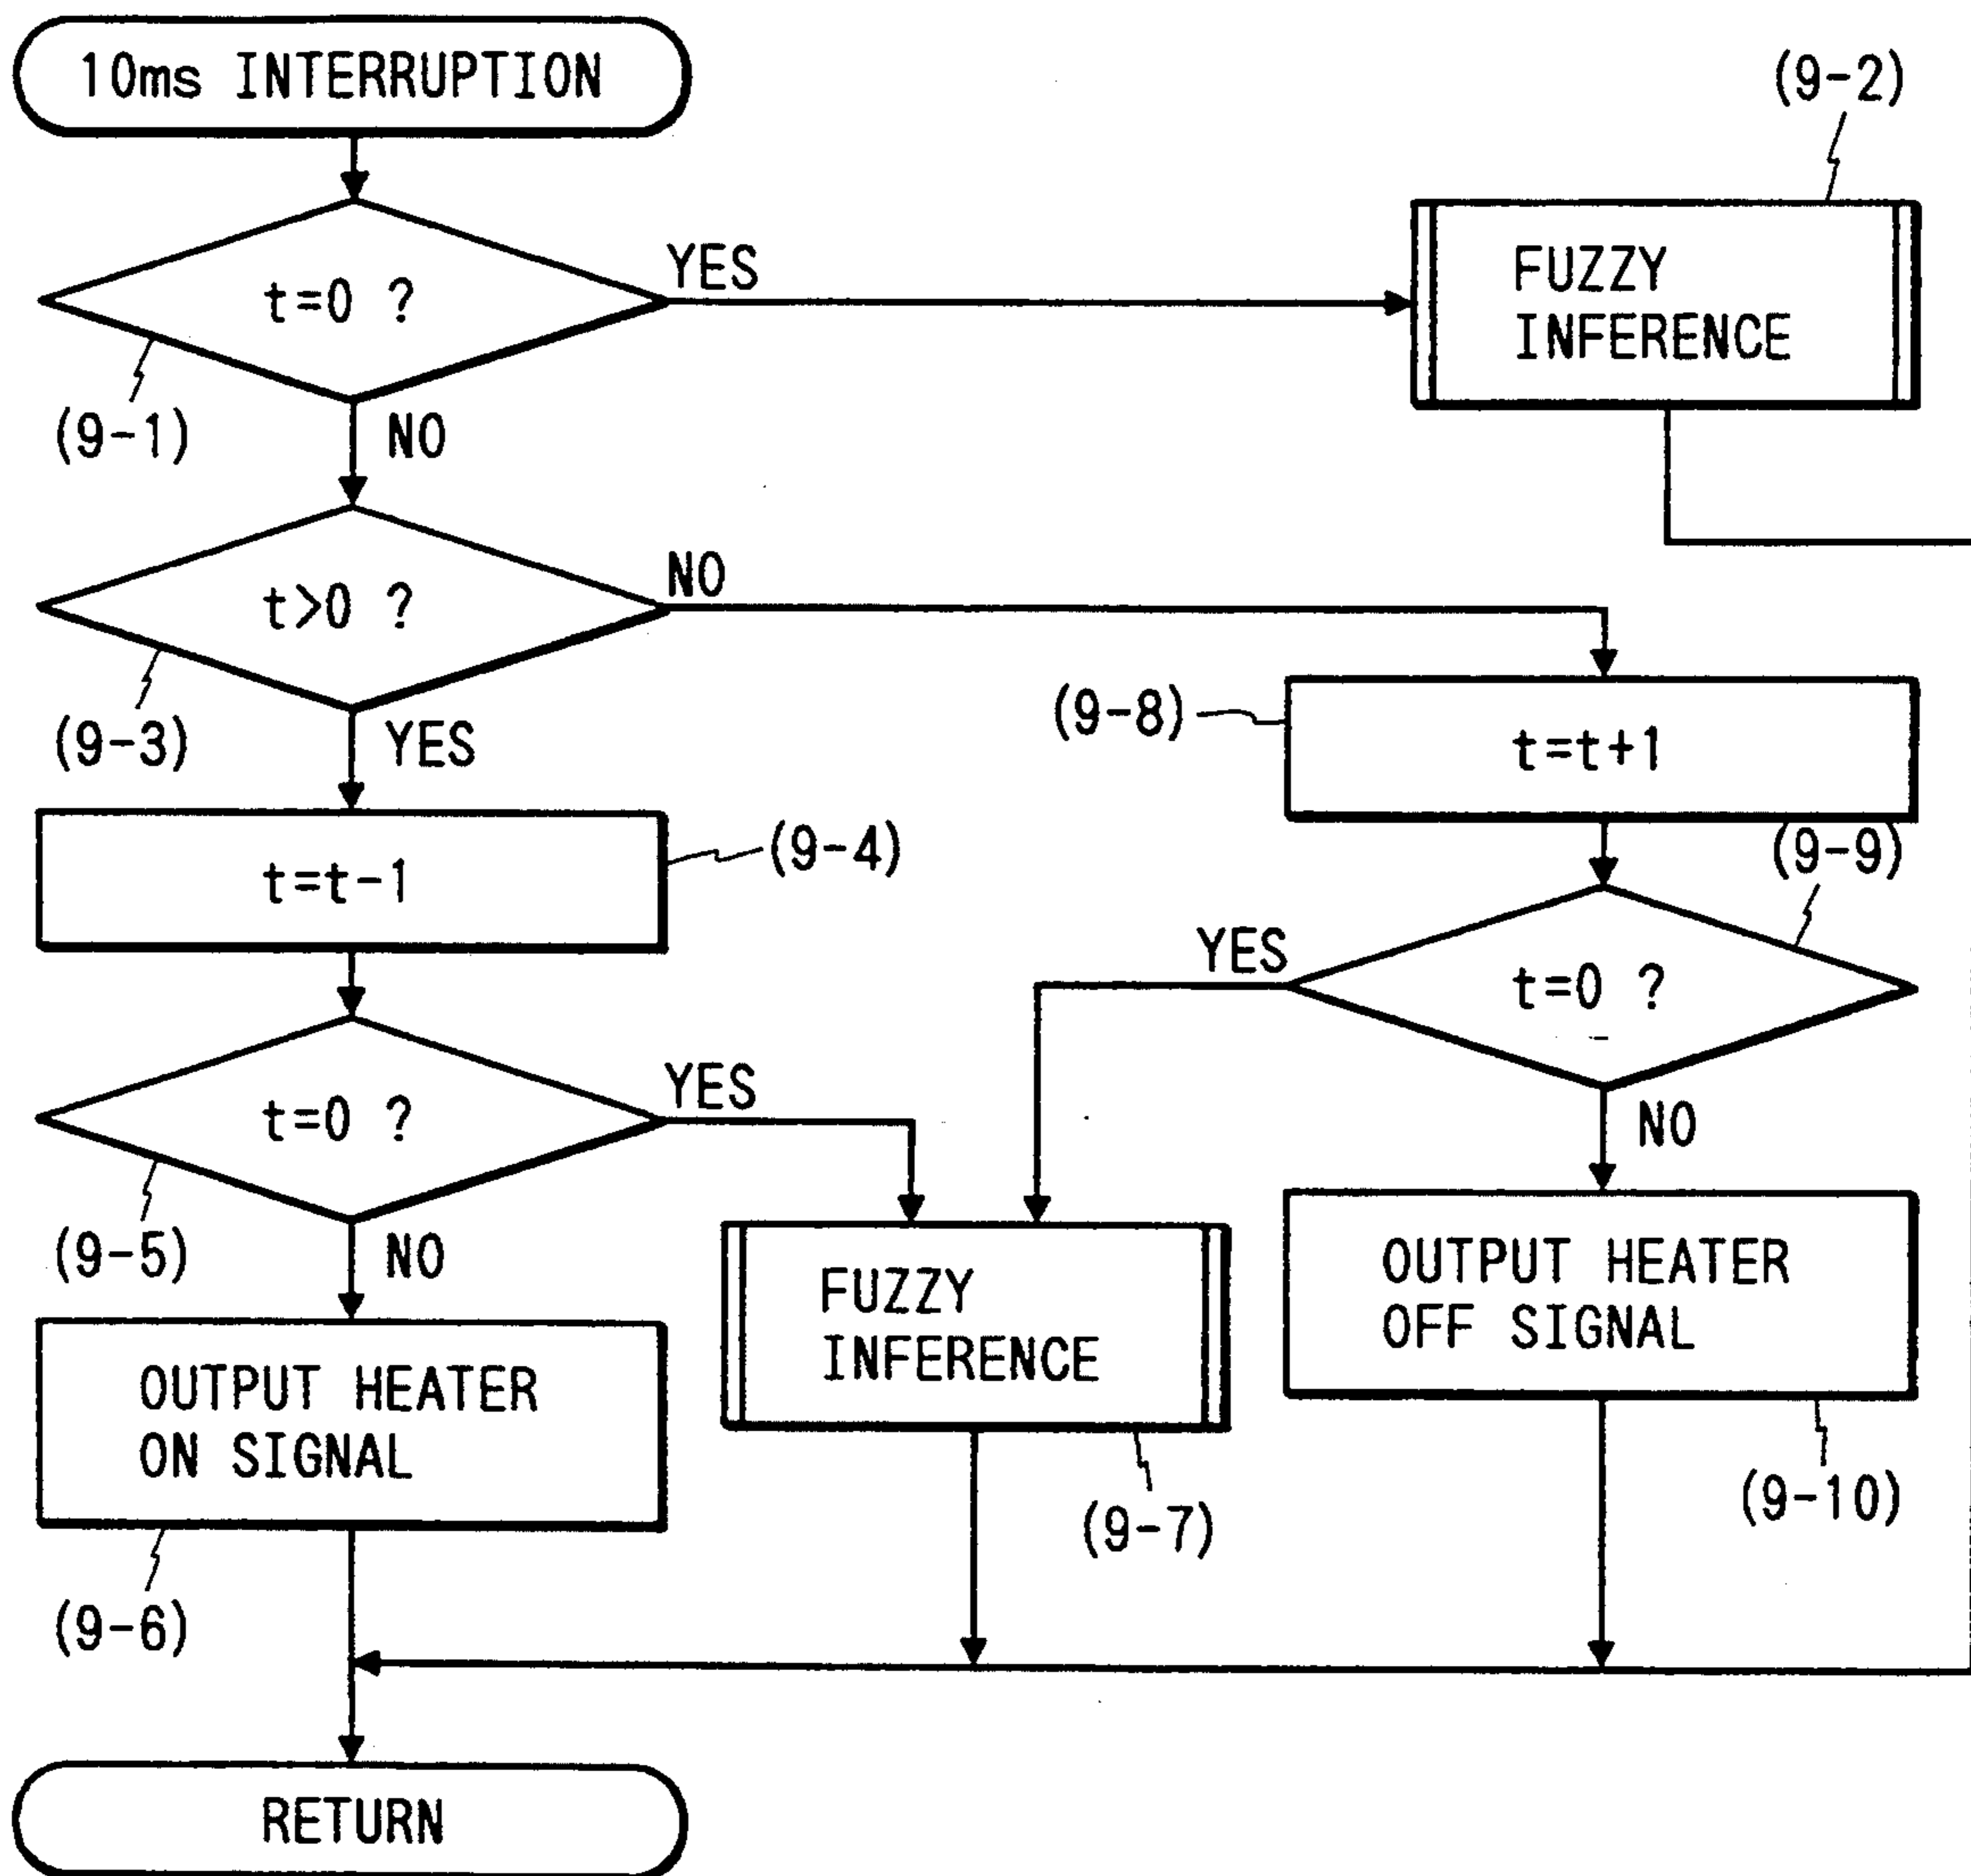 10ms INTERRUPTION
(9-2)
t=0 ?
YES
FUZZY
INFERENCE
(9-1)
NO
t>0 ?
NO
(9-3)
YES
(9-8)
t=t+1
t=t-1
(9-4)
(9-9)
YES
t=0 ?
t=0 ?
YES
NO
(9-5)
NO
FUZZY
INFERENCE
OUTPUT HEATER
OFF SIGNAL
OUTPUT HEATER
ON SIGNAL
(9-7)
(9-10)
(9-6)
RETURN